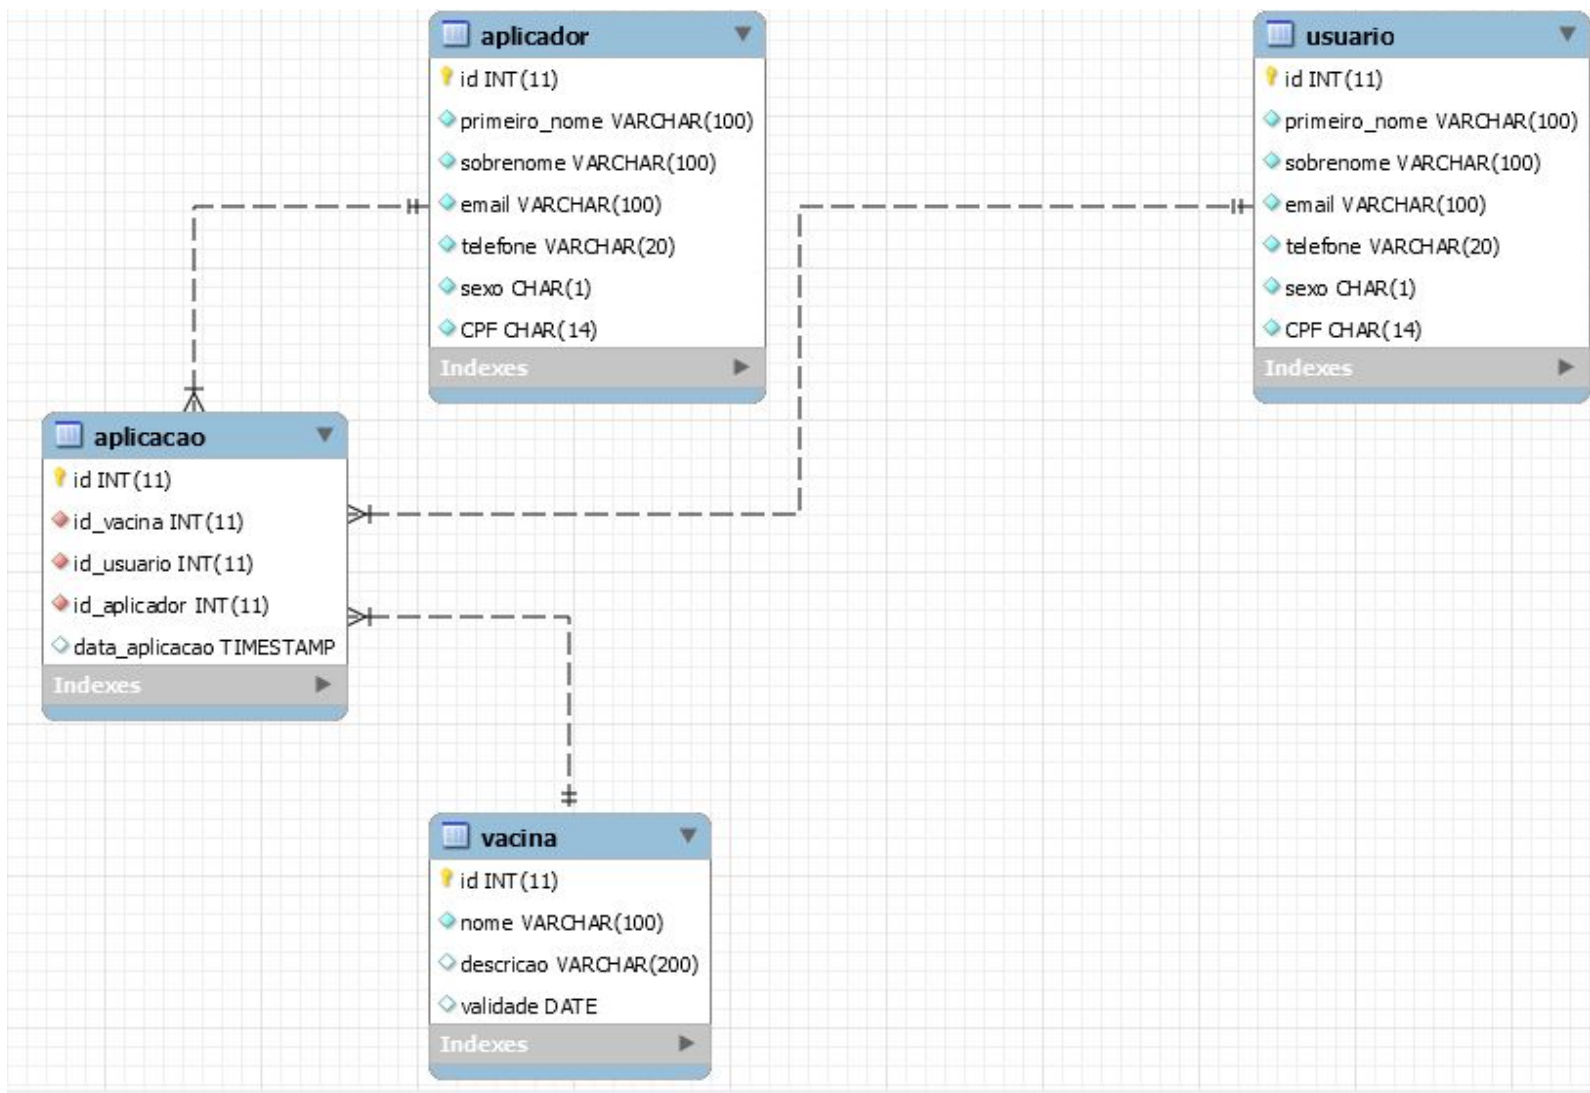 aplicador
id INT(11)
primeiro_nome VARCHAR(100)
sobrenome VARCHAR(100)
email VARCHAR(100)
telefone VARCHAR(20)
sexo CHAR(1)
CPF CHAR(14)
Indexes
usuario
id INT(11)
primeiro_nome VARCHAR(100)
sobrenome VARCHAR(100)
email VARCHAR(100)
telefone VARCHAR(20)
sexo CHAR(1)
CPF CHAR(14)
Indexes
aplicacao
id INT(11)
id_vacina INT(11)
id_usuario INT(11)
id_aplicador INT(11)
data_aplicacao TIMESTAMP
Indexes
vacina
id INT(11)
nome VARCHAR(100)
descricao VARCHAR(200)
validade DATE
Indexes